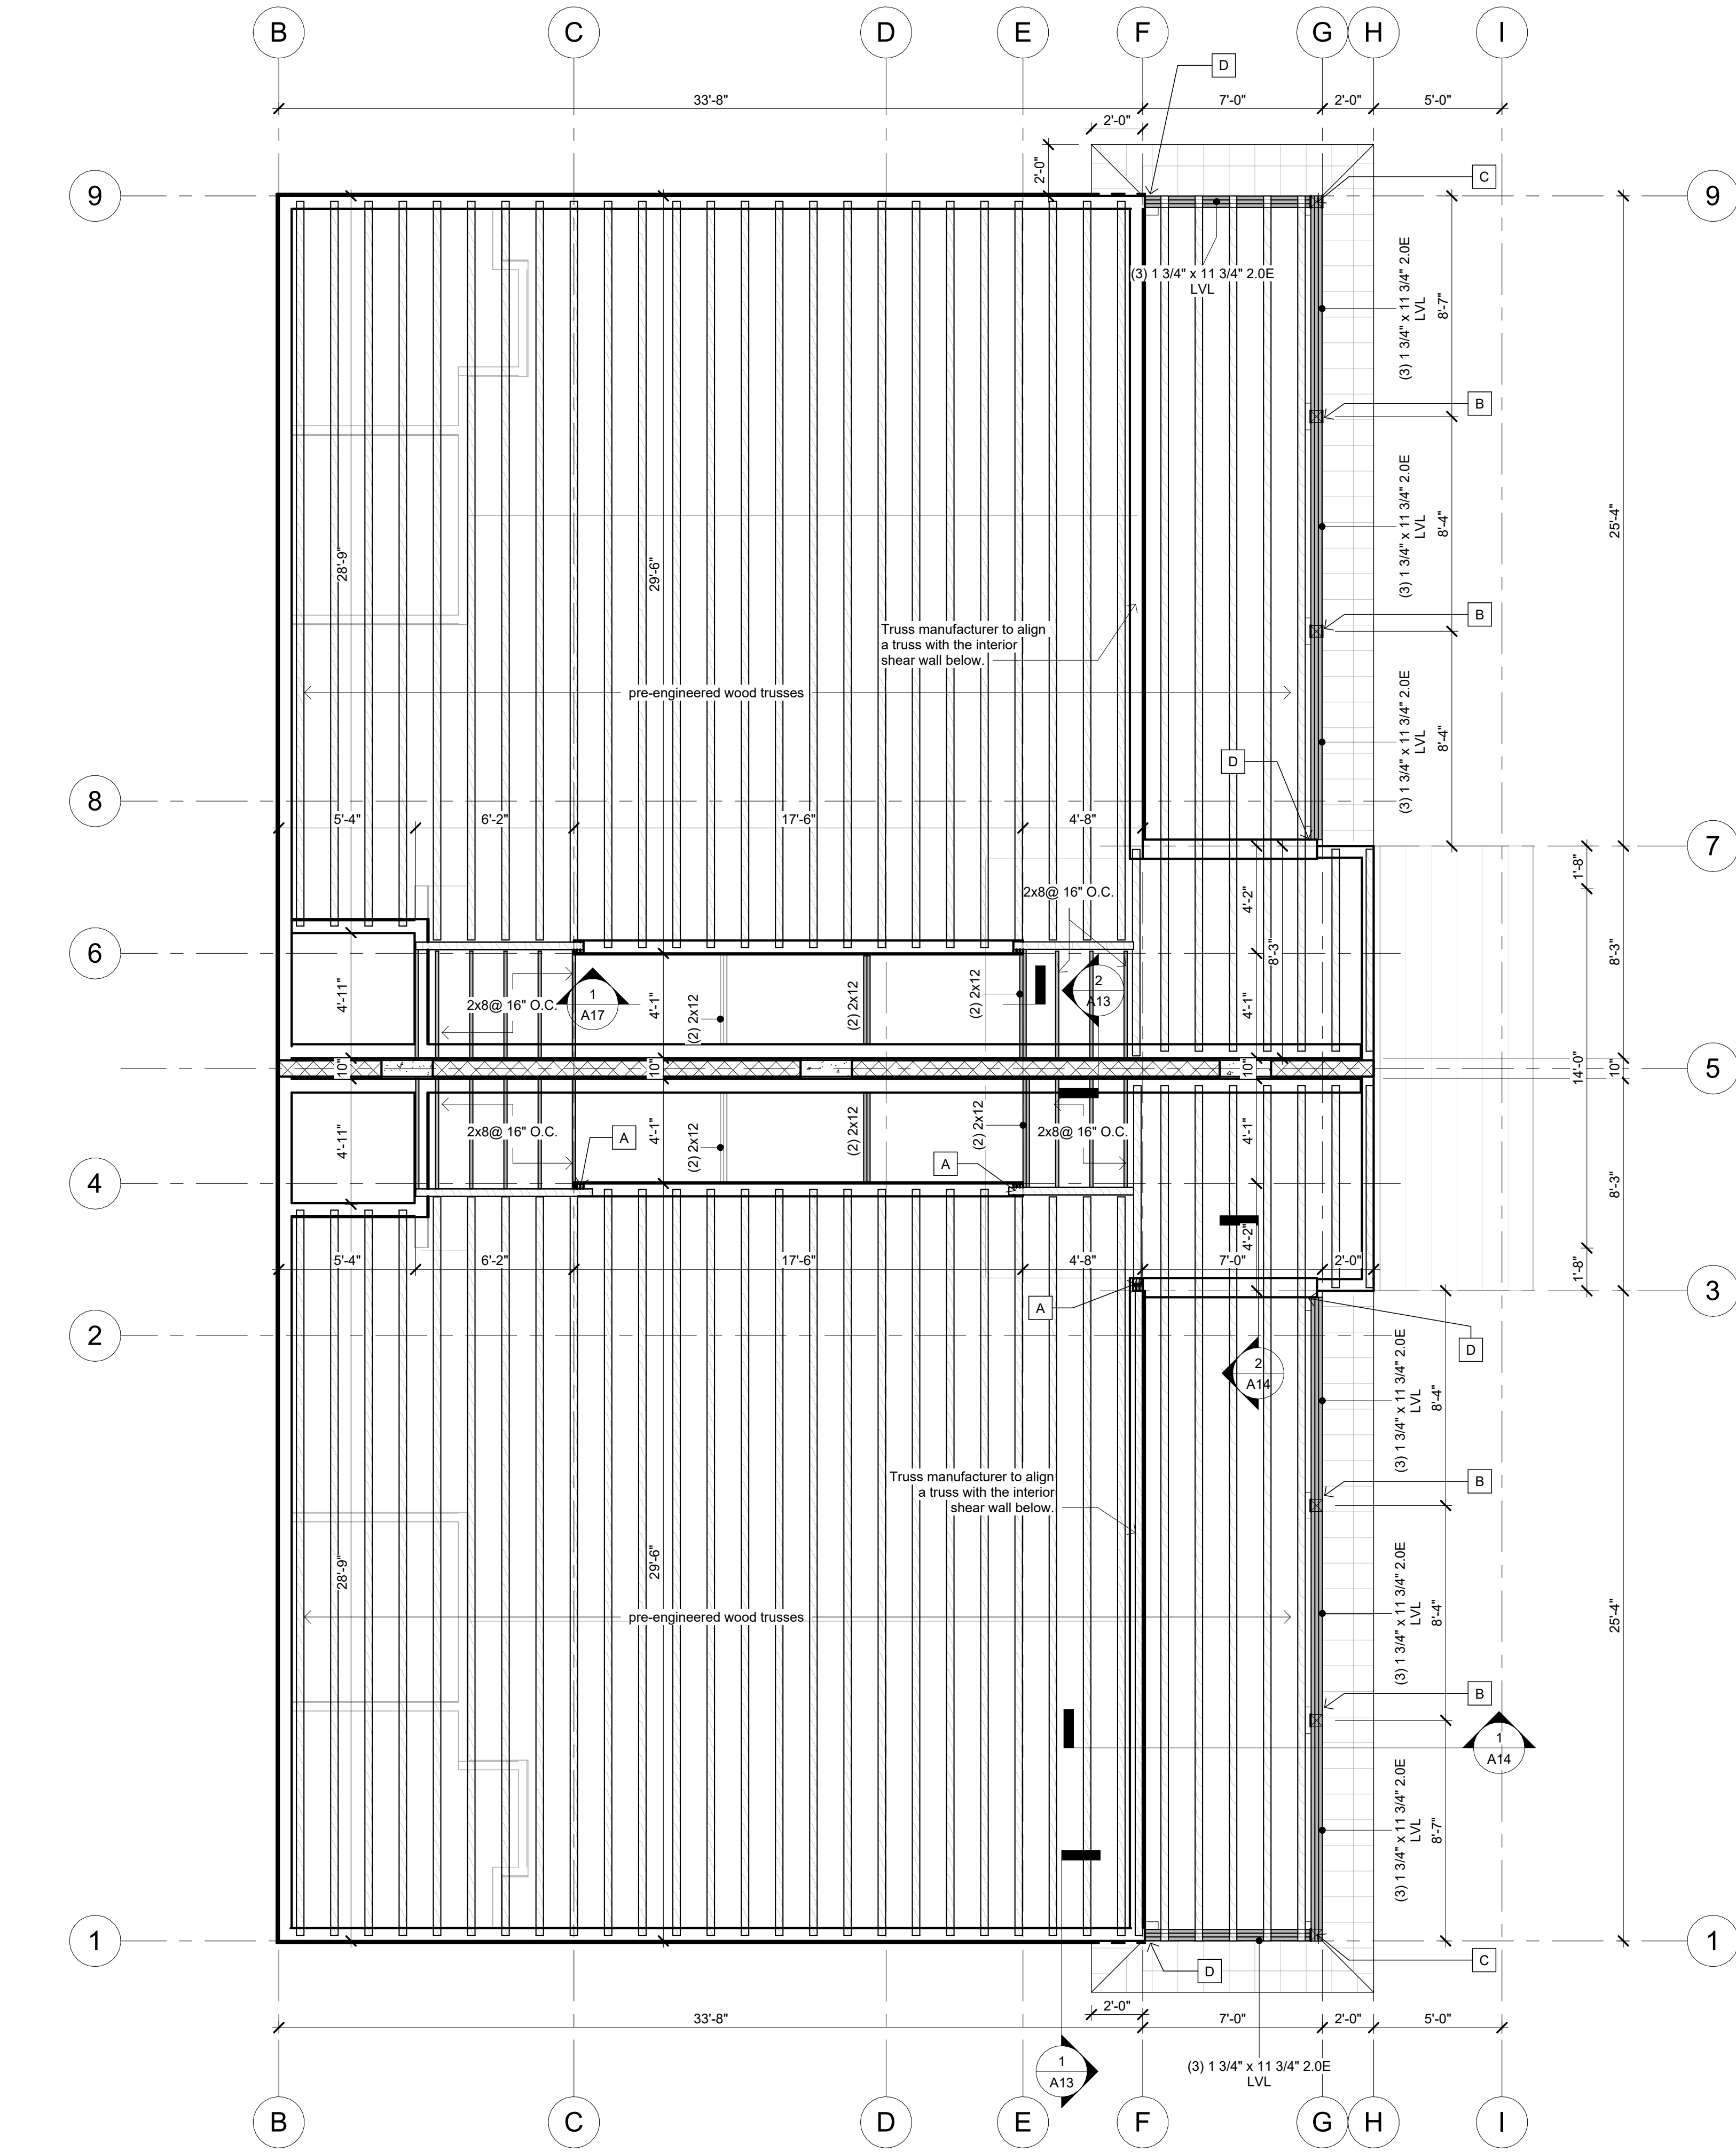 B C D E F G H I
D
33'-8" 7'-0" 2'-0" 5'-0"
2'-0"
2'-0"
C
9 9
(3) 1 3/4" x 11 3/4" 2.0E
LVL
(3) 1 3/4" x 11 3/4" 2.0E
LVL
8'-7"
B
(3) 1 3/4" x 11 3/4" 2.0E
LVL
8'-4"
25'-4"
28'-9"
29'-6"
B
Truss manufacturer to align
a truss with the interior
shear wall below.
pre-engineered wood trusses
(3) 1 3/4" x 11 3/4" 2.0E
LVL
8'-4"
D
8
5'-4" 6'-2" 17'-6" 4'-8"
7
1'-8"
2x8@ 16" O.C.
4'-2"
8'-3"
6
8'-3"
4'-11"
2x8@ 16" O.C.
1
A17
4'-1"
(2) 2x12
(2) 2x12
(2) 2x12
2
A13
4'-1"
10"
10"
10"
14'-0"
10"
5
4'-11"
2x8@ 16" O.C.
A
4'-1"
(2) 2x12
(2) 2x12
(2) 2x12
2x8@ 16" O.C.
4'-1"
A
4
8'-3"
4'-2"
5'-4" 6'-2" 17'-6" 4'-8" 7'-0" 2'-0"
1'-8"
3
A
2
D
2
A14
(3) 1 3/4" x 11 3/4" 2.0E
LVL
8'-4"
Truss manufacturer to align
a truss with the interior
shear wall below.
B
28'-9"
29'-6"
pre-engineered wood trusses
(3) 1 3/4" x 11 3/4" 2.0E
LVL
8'-4"
25'-4"
B
1
A14
(3) 1 3/4" x 11 3/4" 2.0E
LVL
8'-7"
1 1
C
D
2'-0"
33'-8" 7'-0" 2'-0" 5'-0"
1
A13
(3) 1 3/4" x 11 3/4" 2.0E
LVL
B C D E F G H I